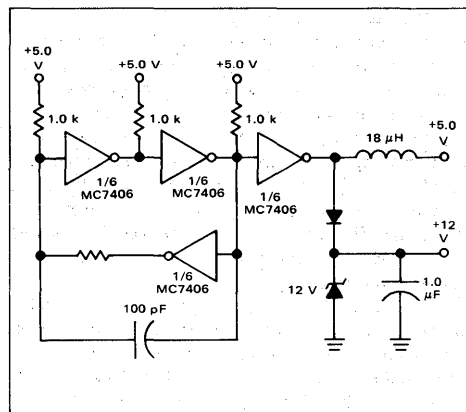 +5.0
V
+5.0 V
+5.0 V
1.0 k
1.0 k
1.0 k
18 µH
+5.0
V
1/6
MC7406
1/6
MC7406
1/6
MC7406
1/6
MC7406
+12
V
100 pF
12 V
1.0
µF